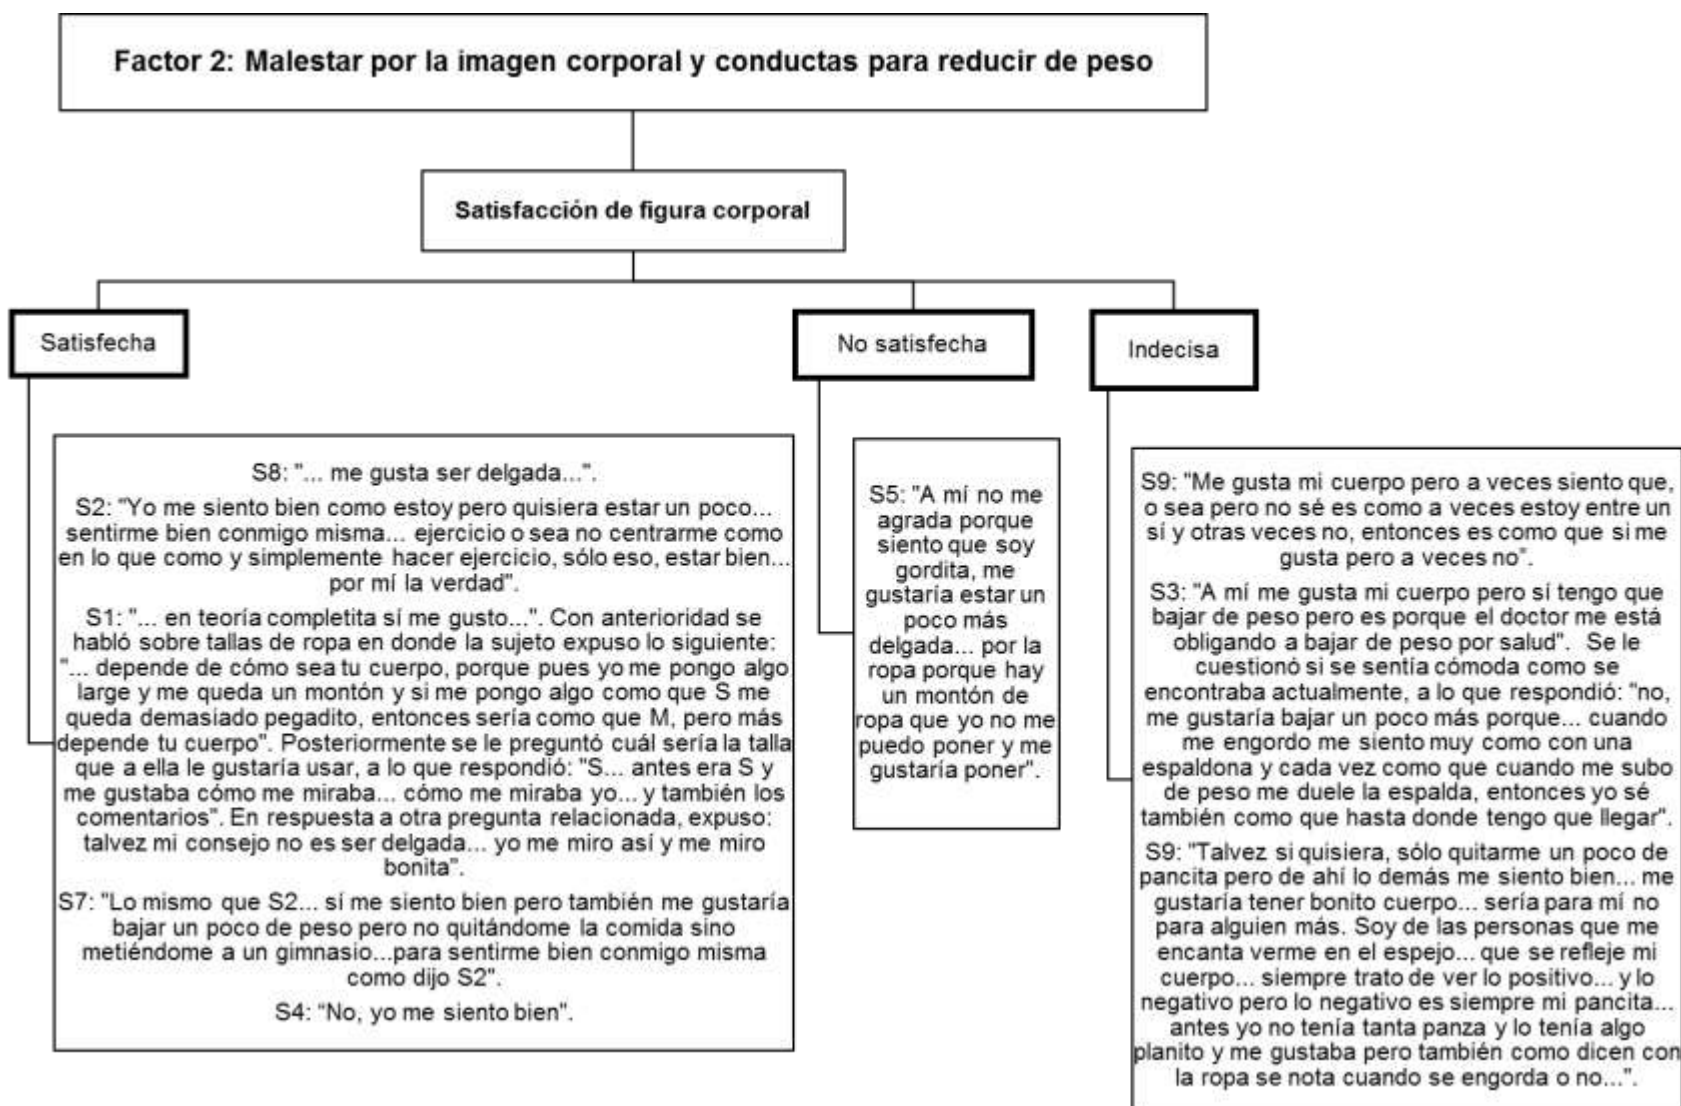 Factor 2: Malestar por la imagen corporal y conductas para reducir de peso
Satisfacción de figura corporal
Satisfecha
No satisfecha
Indecisa
S8: "... me gusta ser delgada...".
S2: "Yo me siento bien como estoy pero quisiera estar un poco...
sentirme bien conmigo misma... ejercicio o sea no centrarme como
en lo que como y simplemente hacer ejercicio, sólo eso, estar bien...
por mí la verdad".
S1: "... en teoría completita sí me gusto...". Con anterioridad se
habló sobre tallas de ropa en donde la sujeto expuso lo siguiente:
"... depende de cómo sea tu cuerpo, porque pues yo me pongo algo
large y me queda un montón y si me pongo algo como que S me
queda demasiado pegadito, entonces sería como que M, pero más
depende tu cuerpo". Posteriormente se le preguntó cuál sería la talla
que a ella le gustaría usar, a lo que respondió: "S... antes era S y
me gustaba cómo me miraba... cómo me miraba yo... y también los
comentarios". En respuesta a otra pregunta relacionada, expuso:
talvez mi consejo no es ser delgada... yo me miro así y me miro
bonita".
S7: "Lo mismo que S2... sí me siento bien pero también me gustaría
bajar un poco de peso pero no quitándome la comida sino
metiéndome a un gimnasio...para sentirme bien conmigo misma
como dijo S2".
S4: "No, yo me siento bien".
S5: "A mí no me
agrada porque
siento que soy
gordita, me
gustaría estar un
poco más
delgada... por la
ropa porque hay
un montón de
ropa que yo no me
puedo poner y me
gustaría poner".
S9: "Me gusta mi cuerpo pero a veces siento que,
o sea pero no sé es como a veces estoy entre un
sí y otras veces no, entonces es como que si me
gusta pero a veces no".
S3: "A mí me gusta mi cuerpo pero sí tengo que
bajar de peso pero es porque el doctor me está
obligando a bajar de peso por salud". Se le
cuestionó si se sentía cómoda como se
encontraba actualmente, a lo que respondió: "no,
me gustaría bajar un poco más porque... cuando
me engordo me siento muy como con una
espaldona y cada vez como que cuando me subo
de peso me duele la espalda, entonces yo sé
también como que hasta donde tengo que llegar".
S9: "Talvez si quisiera, sólo quitarme un poco de
pancita pero de ahí lo demás me siento bien... me
gustaría tener bonito cuerpo... sería para mí no
para alguien más. Soy de las personas que me
encanta verme en el espejo... que se refleje mi
cuerpo... siempre trato de ver lo positivo... y lo
negativo pero lo negativo es siempre mi pancita...
antes yo no tenía tanta panza y lo tenía algo
planito y me gustaba pero también como dicen con
la ropa se nota cuando se engorda o no...".